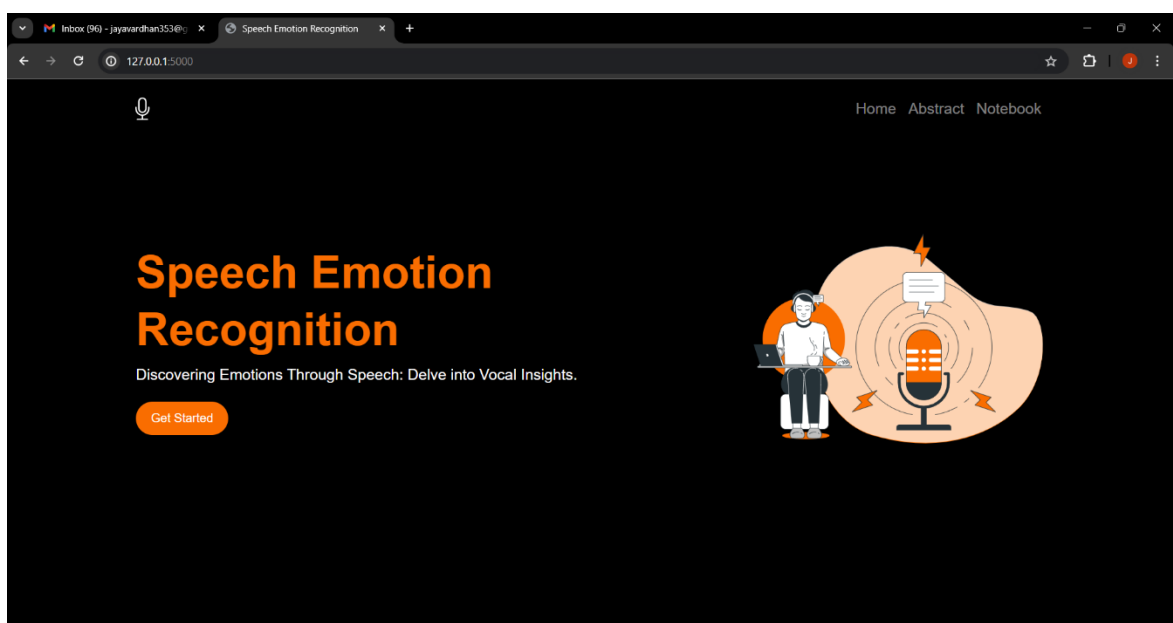 Inbox (96) - jayavardhan353@g
Speech Emotion Recognition
127.0.0.1:5000
J
Home Abstract Notebook
Speech Emotion
Recognition
Discovering Emotions Through Speech: Delve into Vocal Insights.
Get Started